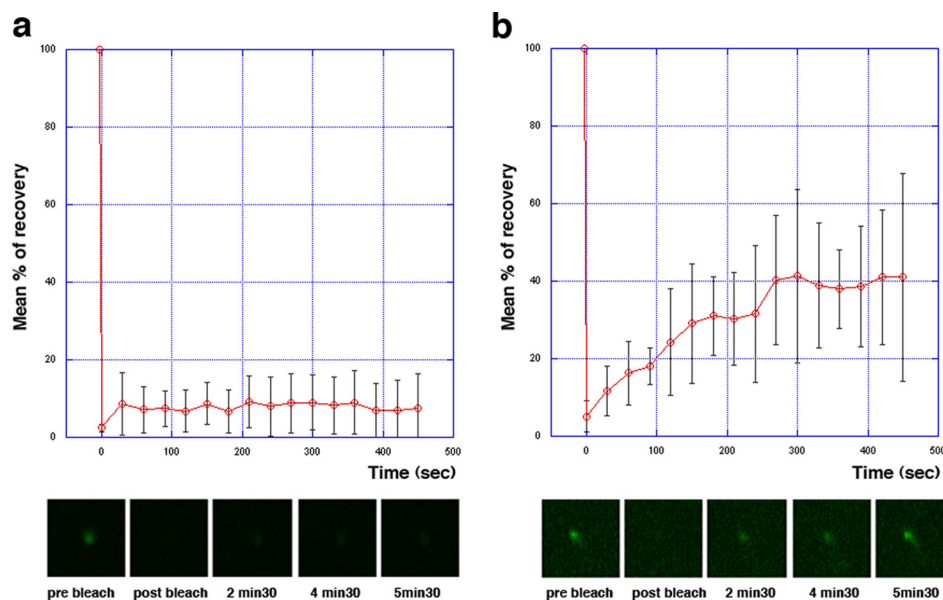 a
Mean % of recovery
100
80
60
40
20
0
0 100 200 300 400 500
Time (sec)
pre bleach post bleach 2 min30 4 min30 5min30
b
Mean % of recovery
100
80
60
40
20
0
0 100 200 300 400 500
Time (sec)
pre bleach post bleach 2 min30 4 min30 5min30